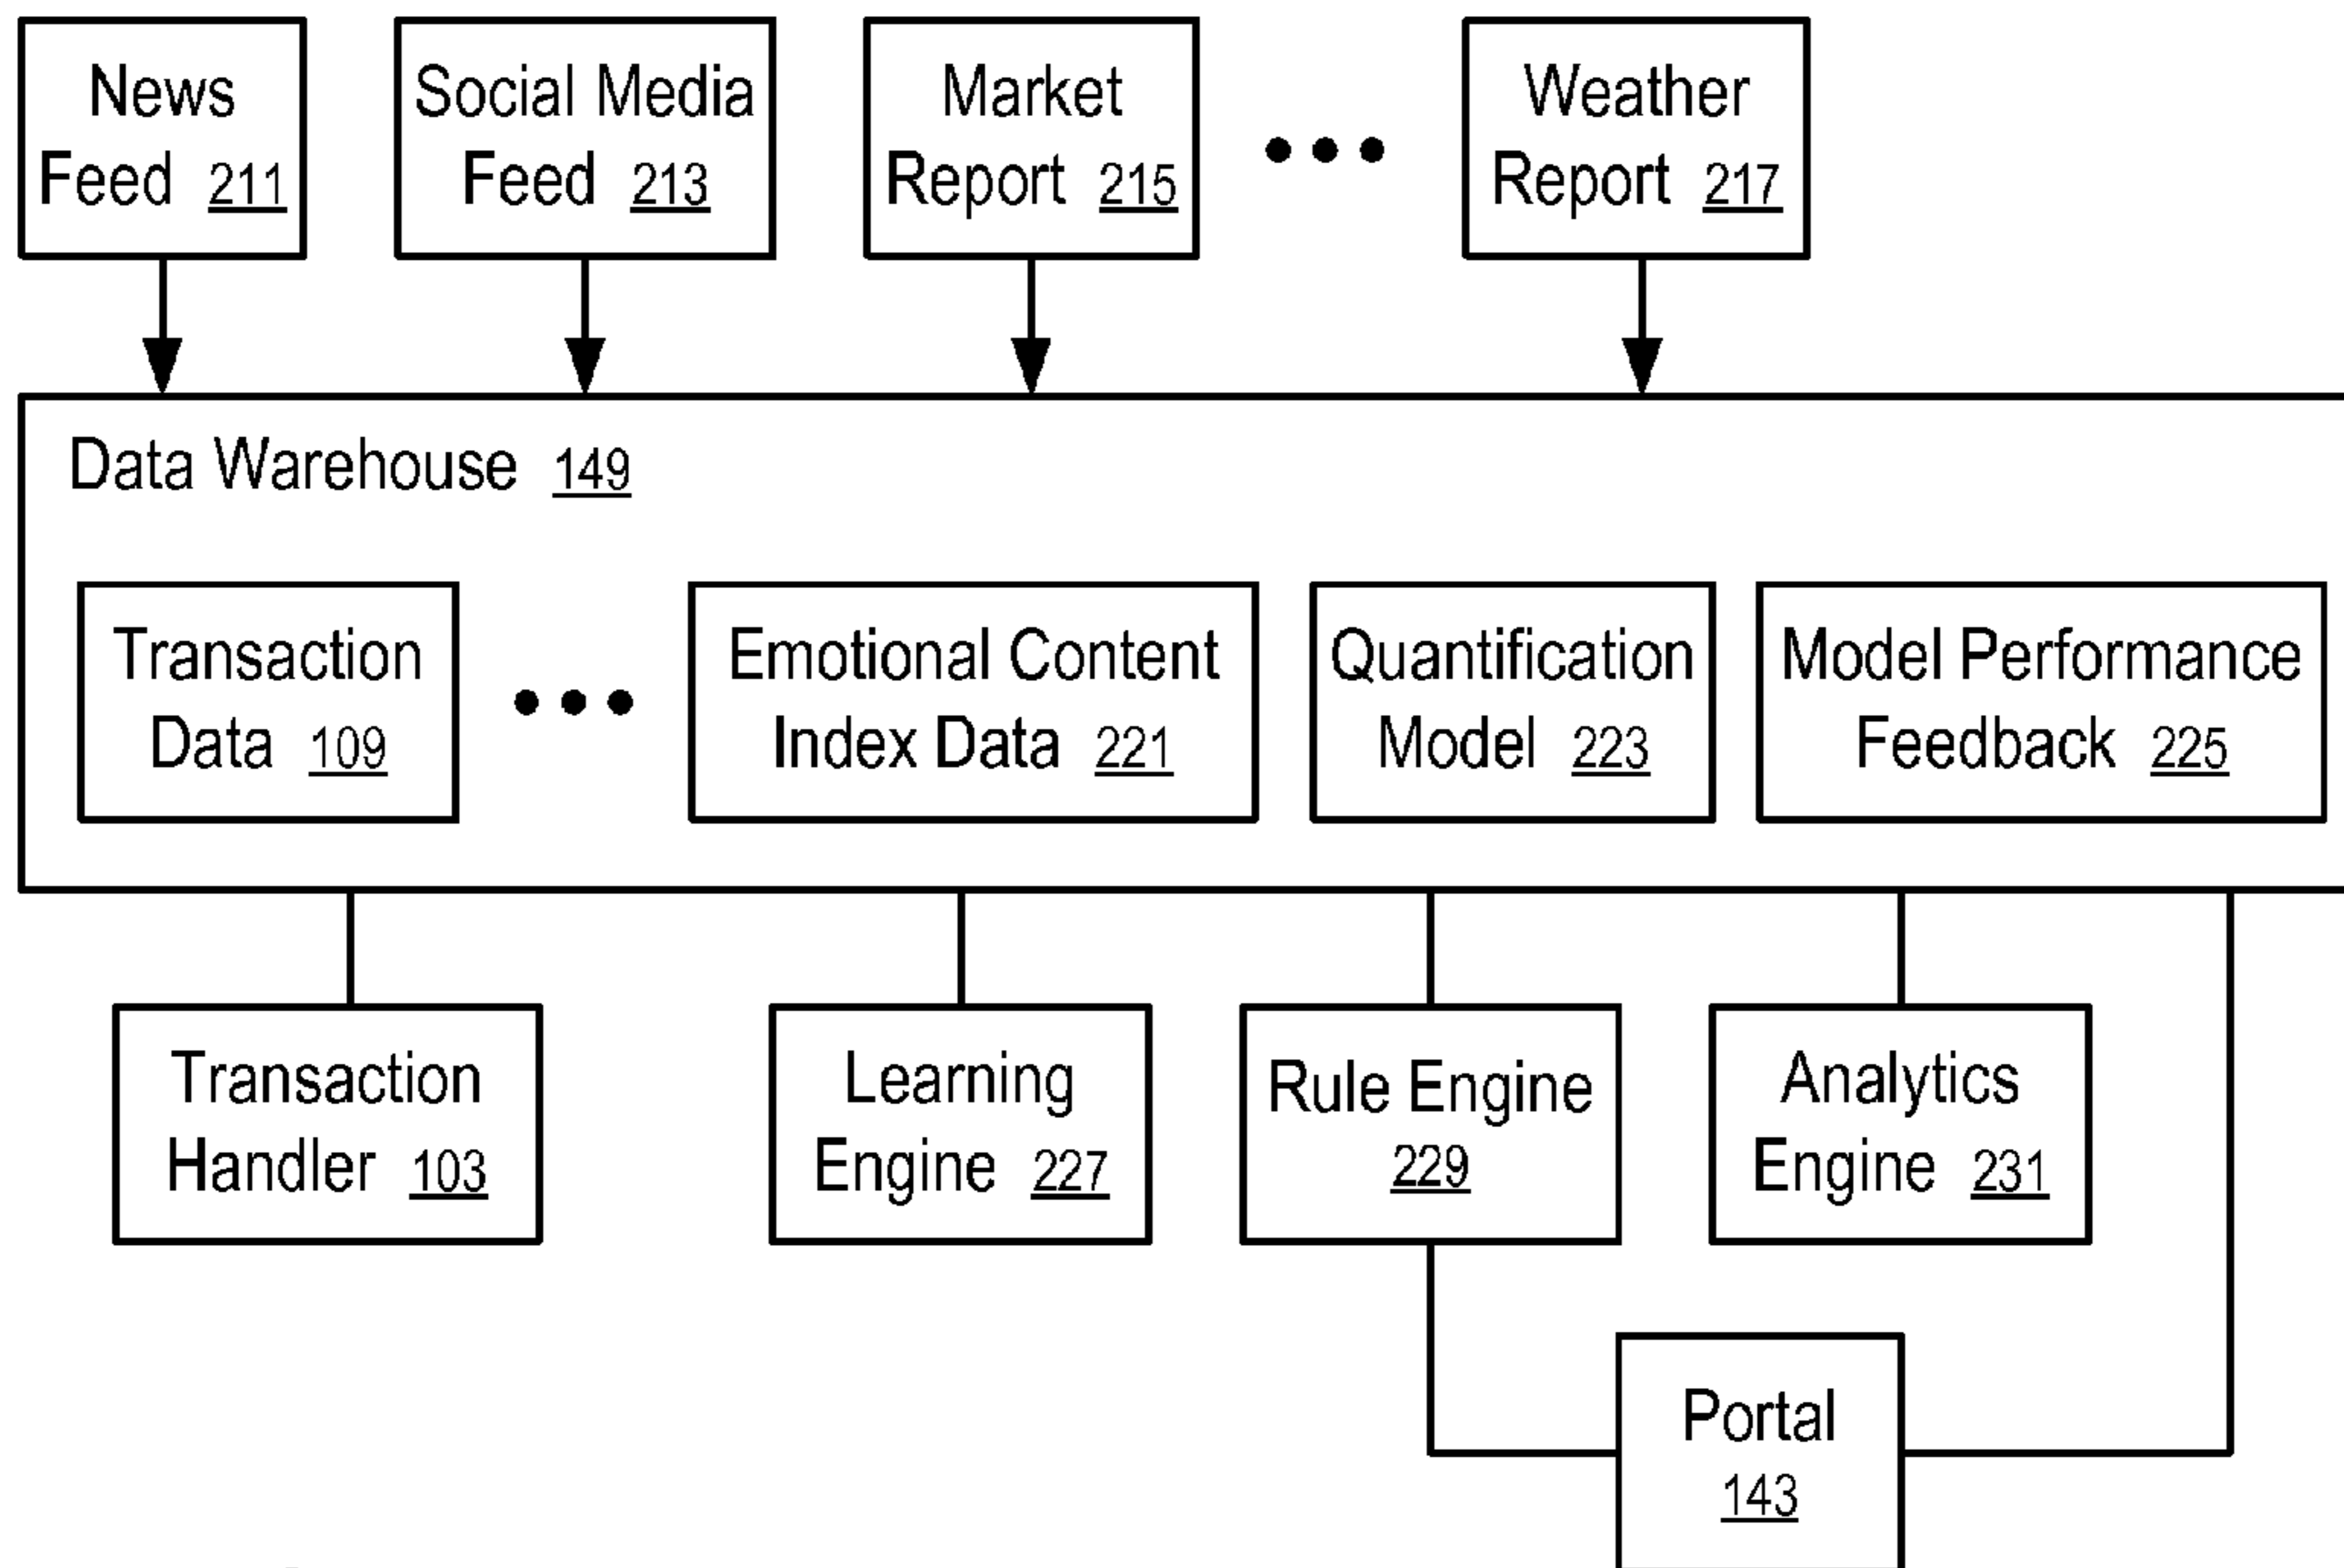 News
Feed 211
Social Media
Feed 213
Market
Report 215
Weather
Report 217
Data Warehouse 149
Transaction
Data 109
Emotional Content
Index Data 221
Quantification
Model 223
Model Performance
Feedback 225
Transaction
Handler 103
Learning
Engine 227
Rule Engine
229
Analytics
Engine 231
Portal
143